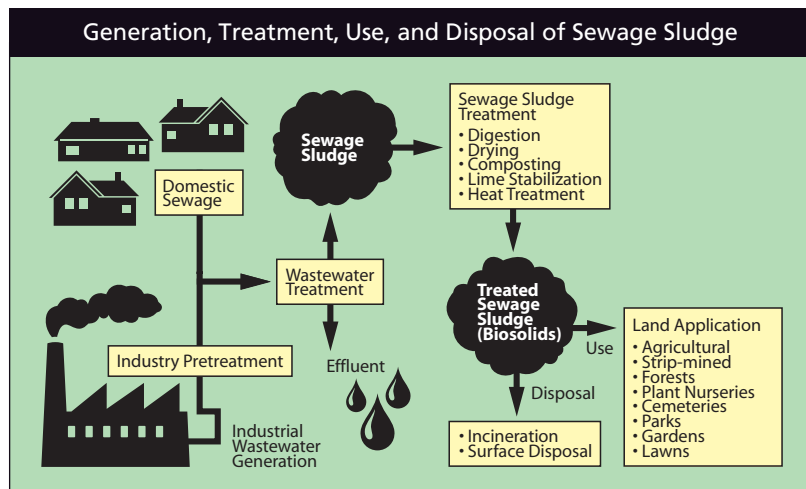 Generation, Treatment, Use, and Disposal of Sewage Sludge
Domestic
Sewage
Industry Pretreatment
Industrial
Wastewater
Generation
Wastewater
Treatment
Effluent
Sewage
Sludge
Sewage Sludge
Treatment
• Digestion
• Drying
• Composting
• Lime Stabilization
• Heat Treatment
Treated
Sewage
Sludge
(Biosolids)
Use
Disposal
• Incineration
• Surface Disposal
Land Application
• Agricultural
• Strip-mined
• Forests
• Plant Nurseries
• Cemeteries
• Parks
• Gardens
• Lawns